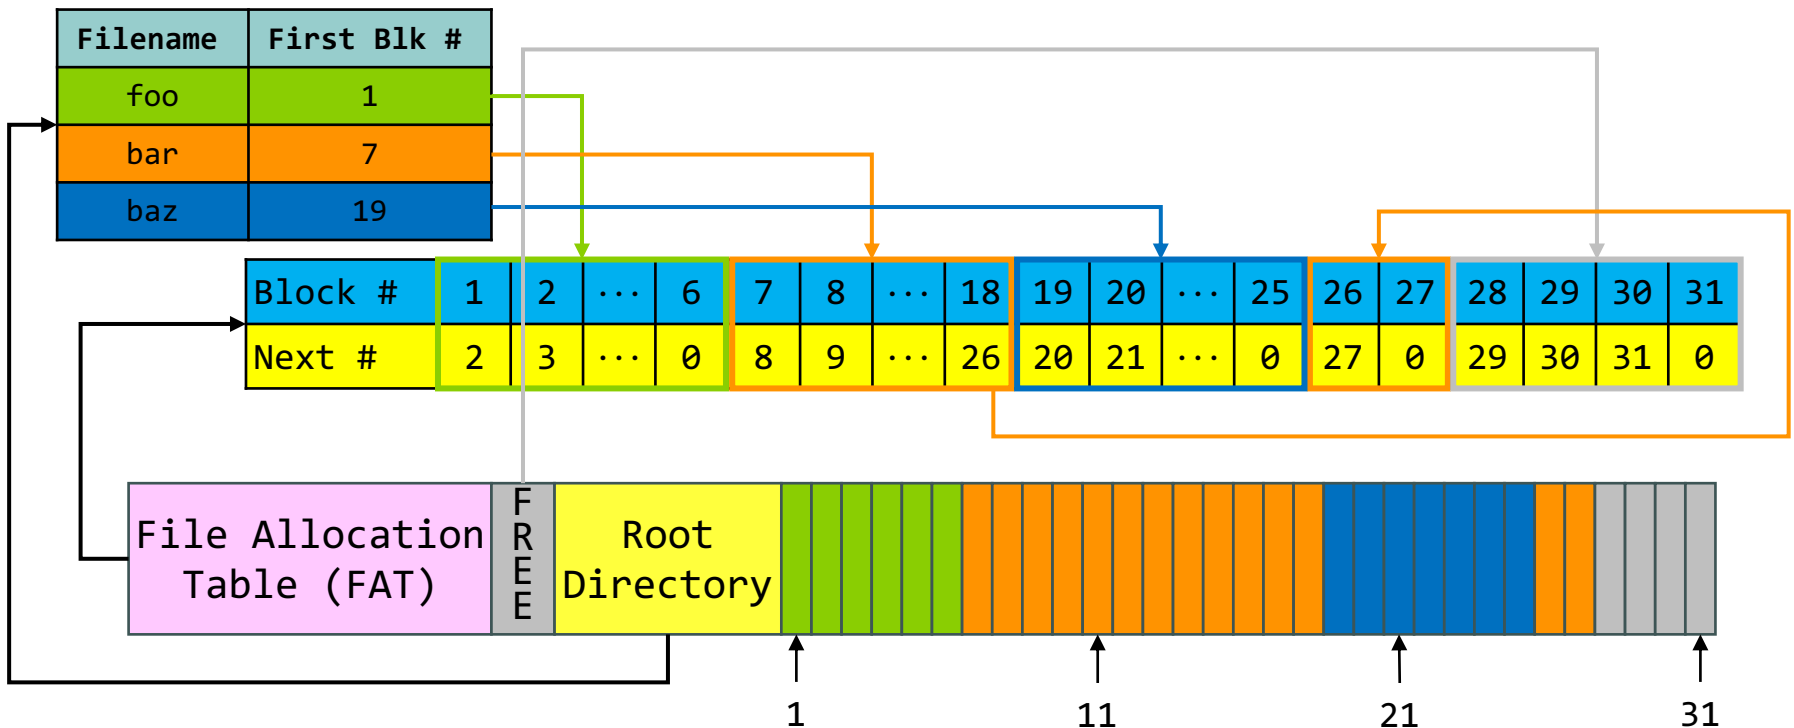 Filename First Blk #
foo 1
bar 7
baz 19
Block # 1 2 ... 6 7 8 ... 18 19 20 ... 25 26 27 28 29 30 31
Next # 2 3 ... 0 8 9 ... 26 20 21 ... 0 27 0 29 30 31 0
File Allocation
Table (FAT)
FREE
Root
Directory
1 11 21 31